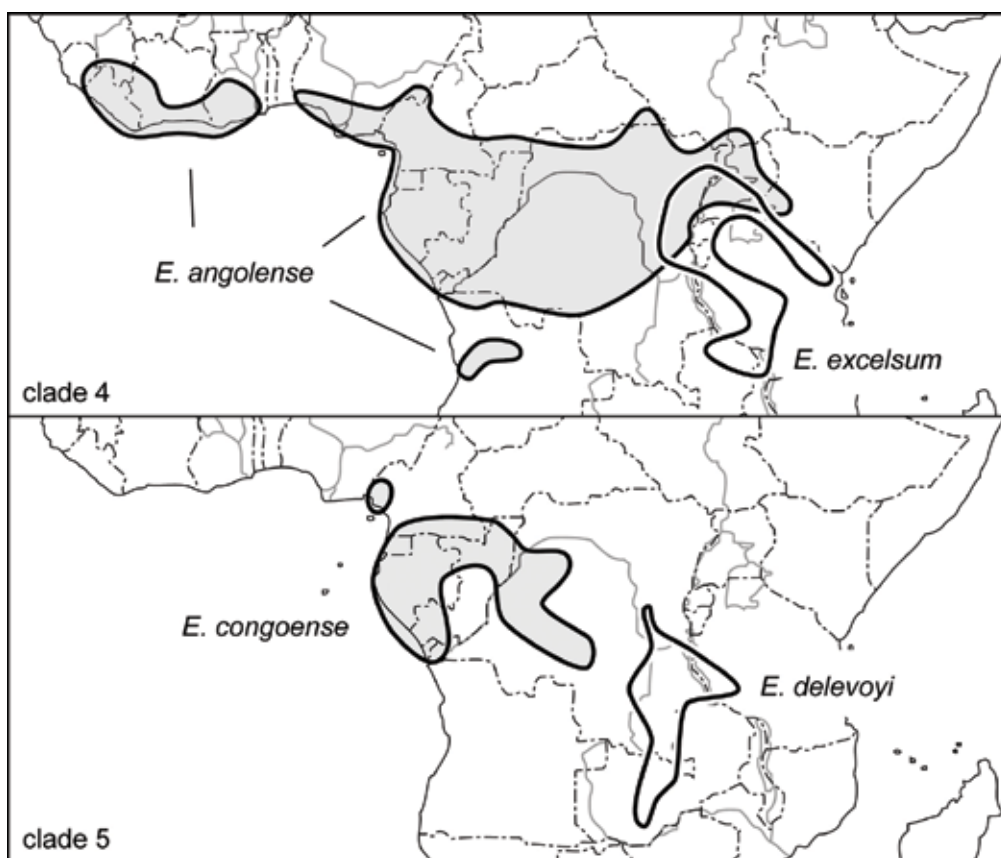 E. angolense
E. excelsum
clade 4
E. congoense
E. delevoyi
clade 5